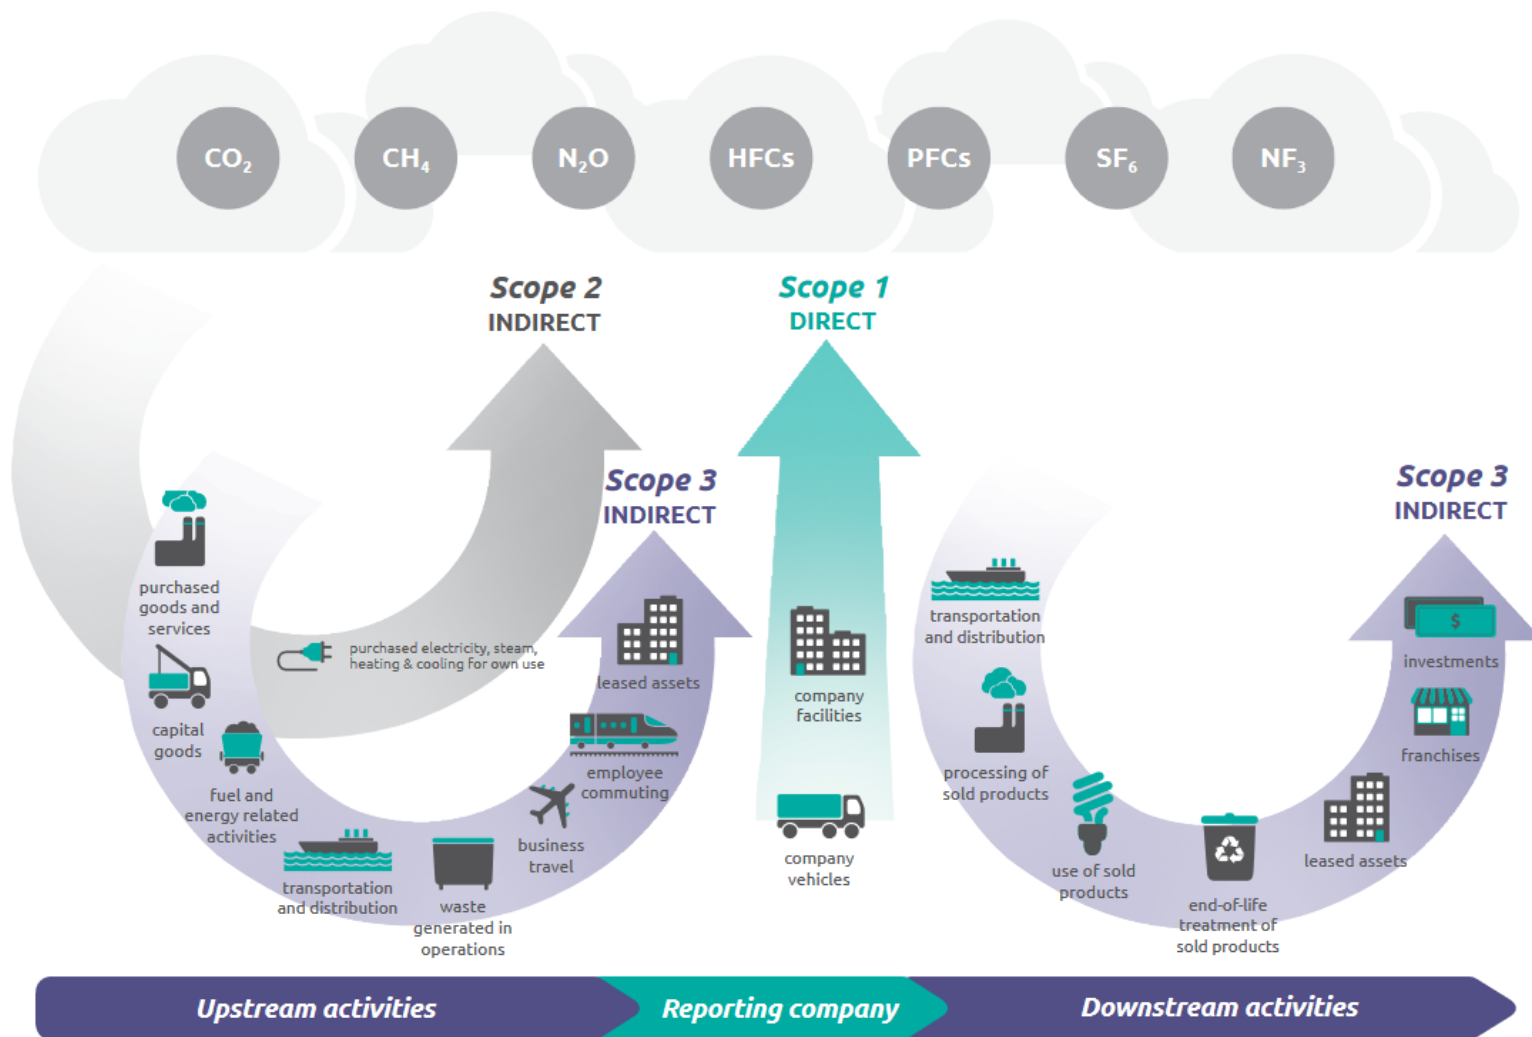 CO₂
CH₄
N₂O
HFCs
PFCs
SF₆
NF₃
Scope 2
INDIRECT
Scope 1
DIRECT
Scope 3
INDIRECT
Scope 3
INDIRECT
purchased
goods and
services
capital
goods
fuel and
energy related
activities
transportation
and distribution
waste
generated in
operations
business
travel
employee
commuting
leased assets
purchased electricity, steam,
heating & cooling for own use
company
facilities
company
vehicles
transportation
and distribution
processing of
sold products
use of sold
products
end-of-life
treatment of
sold products
leased assets
franchises
$
investments
Upstream activities
Reporting company
Downstream activities